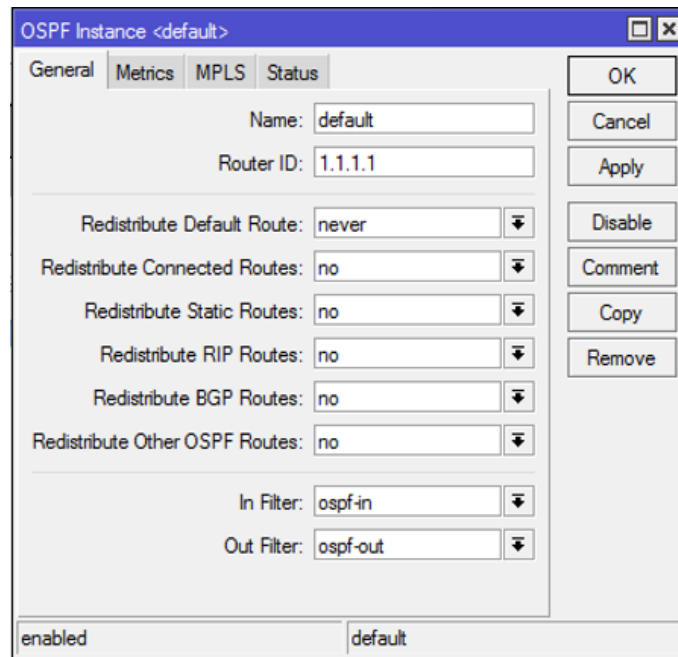 OSPF Instance <default>
General Metrics MPLS Status
Name: default
Router ID: 1.1.1.1
Redistribute Default Route: never
Redistribute Connected Routes: no
Redistribute Static Routes: no
Redistribute RIP Routes: no
Redistribute BGP Routes: no
Redistribute Other OSPF Routes: no
In Filter: ospf-in
Out Filter: ospf-out
OK
Cancel
Apply
Disable
Comment
Copy
Remove
enabled default